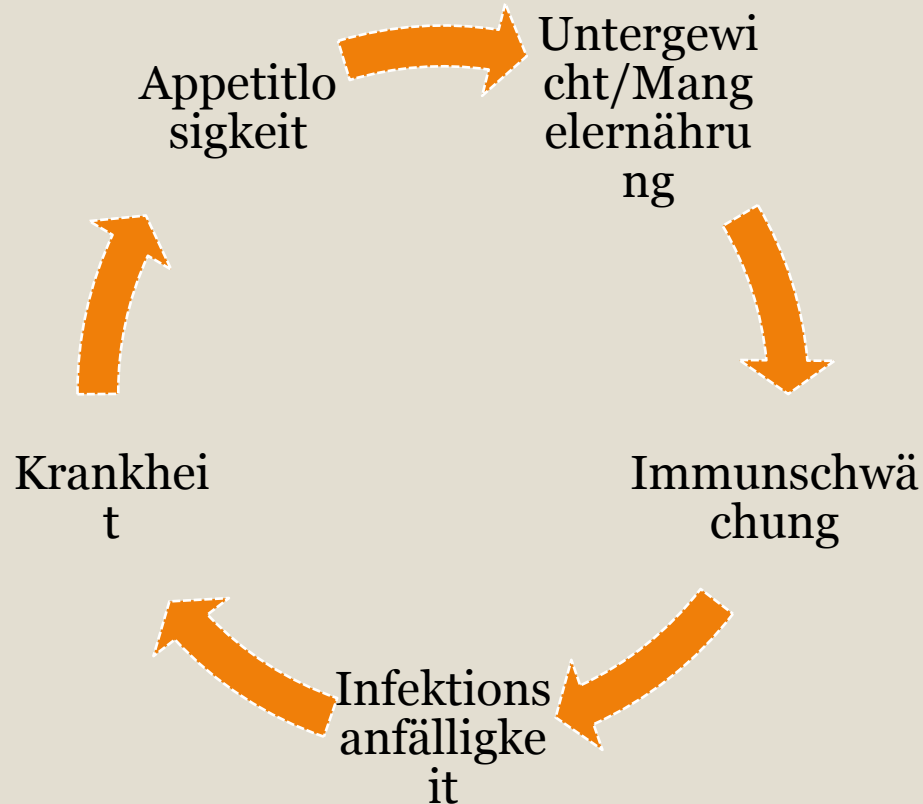 Appetitlo
sigkeit
Untergewi
cht/Mang
elernähru
ng
Immunschwä
chung
Infektions
anfälligke
it
Krankhei
t